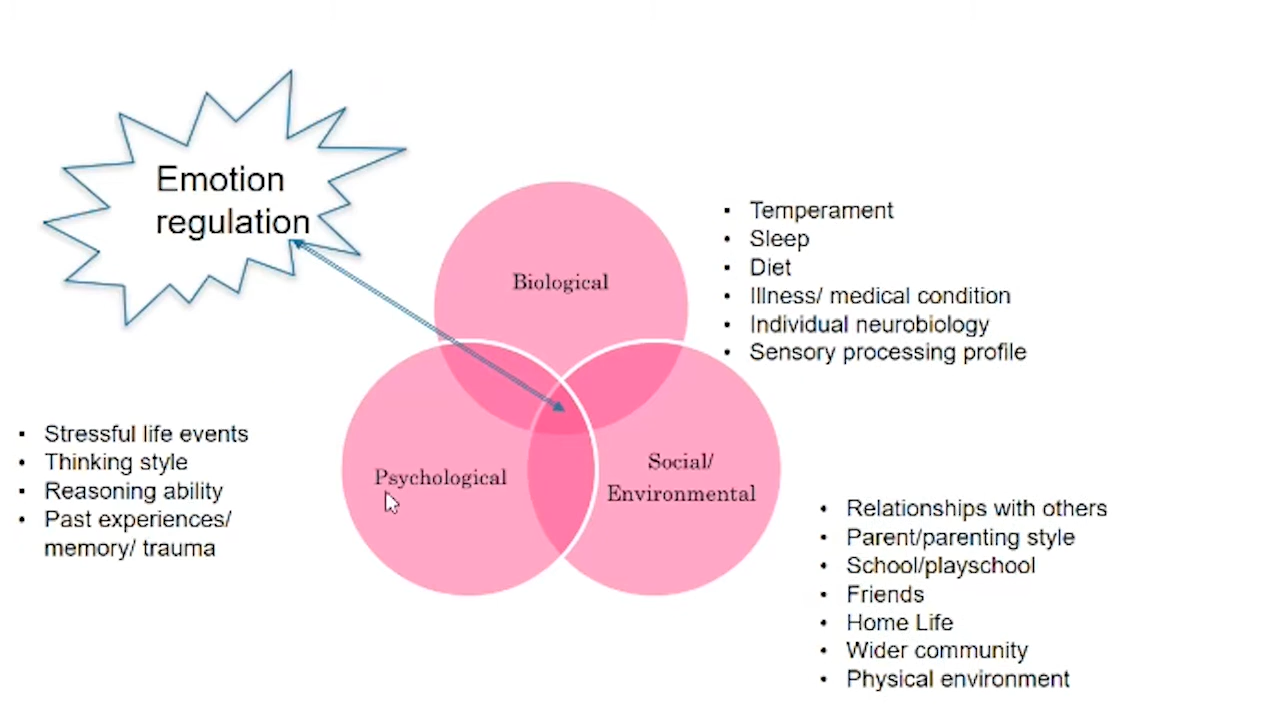 Emotion
regulation
Biological
• Temperament
• Sleep
• Diet
• Illness/ medical condition
• Individual neurobiology
• Sensory processing profile
• Stressful life events
• Thinking style
• Reasoning ability
• Past experiences/
memory/ trauma
Psychological
Social/
Environmental
• Relationships with others
• Parent/parenting style
• School/playschool
• Friends
• Home Life
• Wider community
• Physical environment